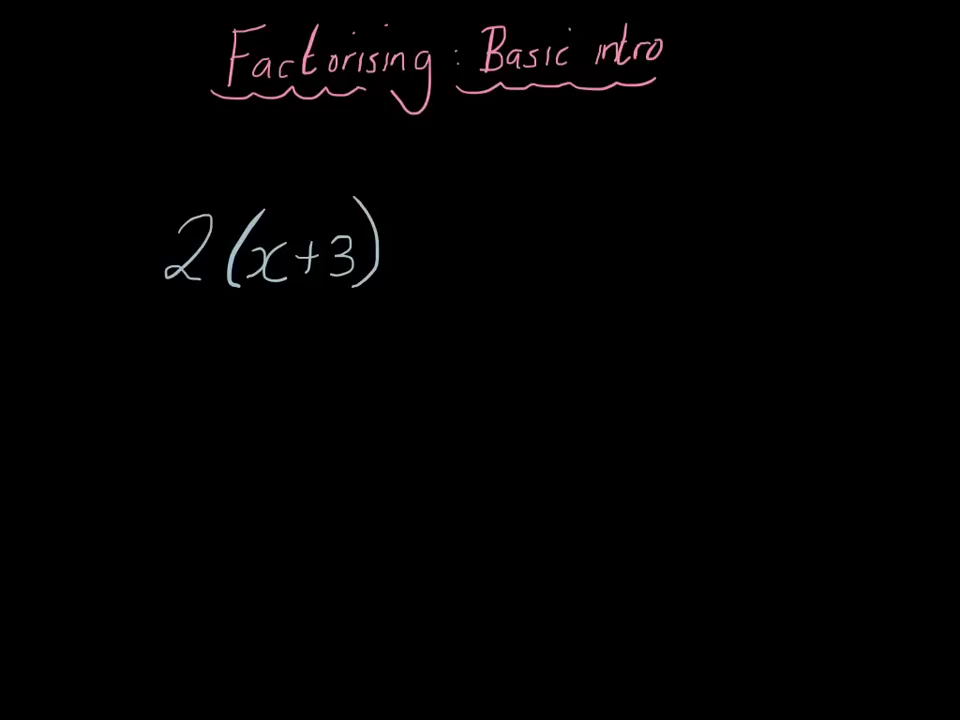 Factorising : Basic intro
2(x+3)